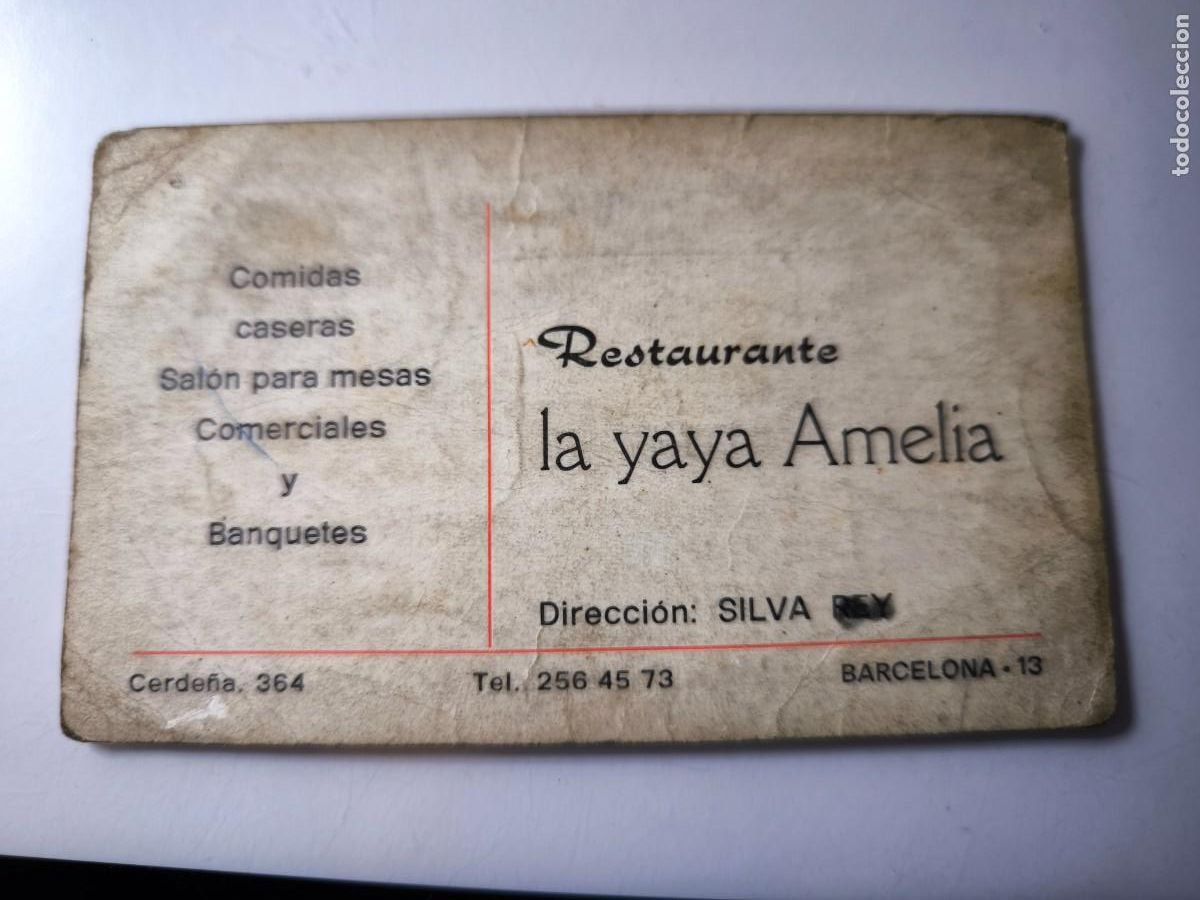 Comidas
caseras
Salón para mesas
Comerciales
y
Banquetes
Restaurante
la yaya Amelia
Dirección: SILVA REY
Cerdeña, 364
Tel. 256 45 73
BARCELONA - 13
todocoleccion